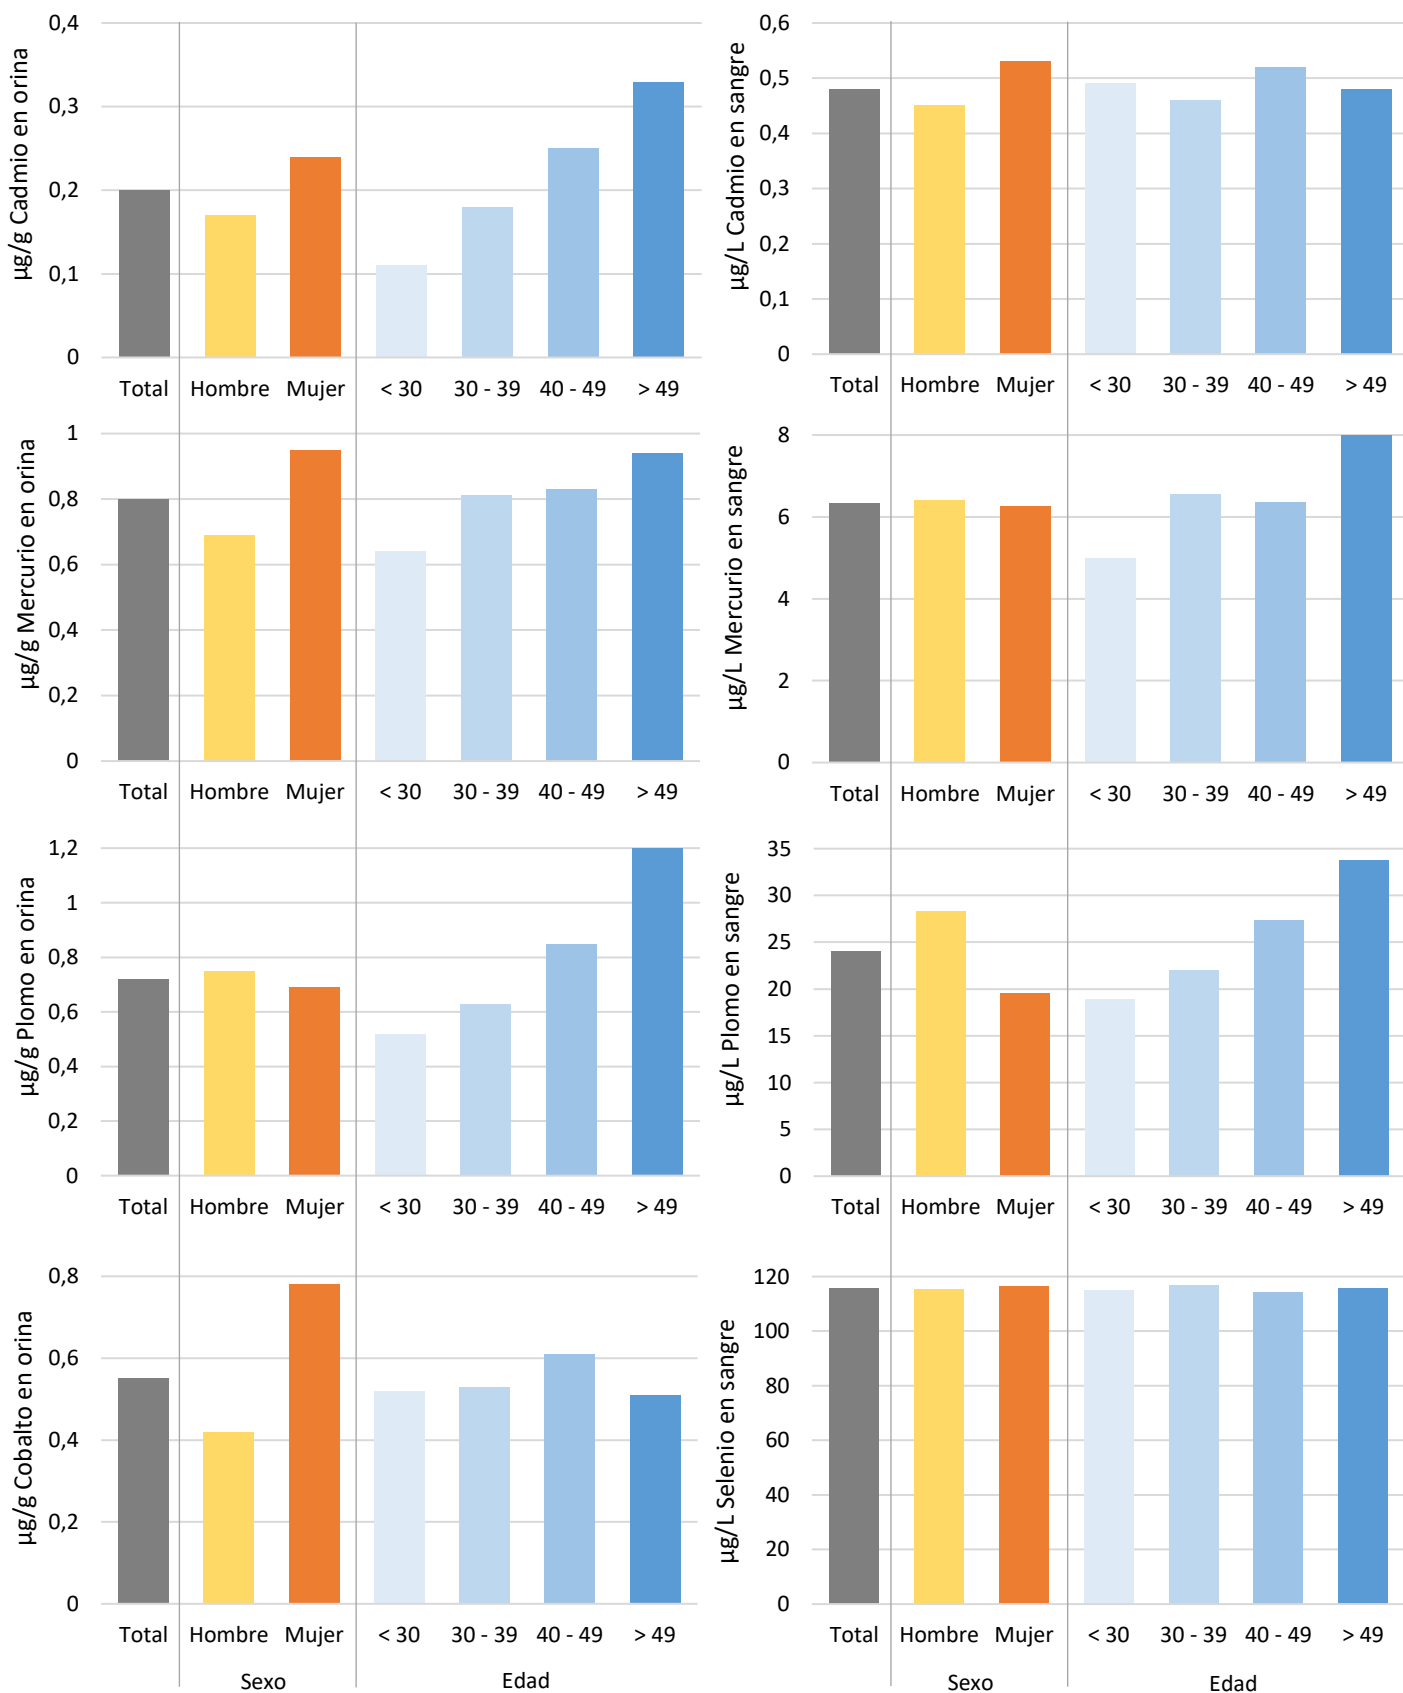 µg/g Cadmio en orina
0,4
0,3
0,2
0,1
0
Total Hombre Mujer < 30 30 - 39 40 - 49 > 49
µg/L Cadmio en sangre
0,6
0,5
0,4
0,3
0,2
0,1
0
Total Hombre Mujer < 30 30 - 39 40 - 49 > 49
µg/g Mercurio en orina
1
0,8
0,6
0,4
0,2
0
Total Hombre Mujer < 30 30 - 39 40 - 49 > 49
µg/L Mercurio en sangre
8
6
4
2
0
Total Hombre Mujer < 30 30 - 39 40 - 49 > 49
µg/g Plomo en orina
1,2
1
0,8
0,6
0,4
0,2
0
Total Hombre Mujer < 30 30 - 39 40 - 49 > 49
µg/L Plomo en sangre
35
30
25
20
15
10
5
0
Total Hombre Mujer < 30 30 - 39 40 - 49 > 49
µg/g Cobalto en orina
0,8
0,6
0,4
0,2
0
Total Hombre Mujer < 30 30 - 39 40 - 49 > 49
Sexo Edad
µg/L Selenio en sangre
120
100
80
60
40
20
0
Total Hombre Mujer < 30 30 - 39 40 - 49 > 49
Sexo Edad